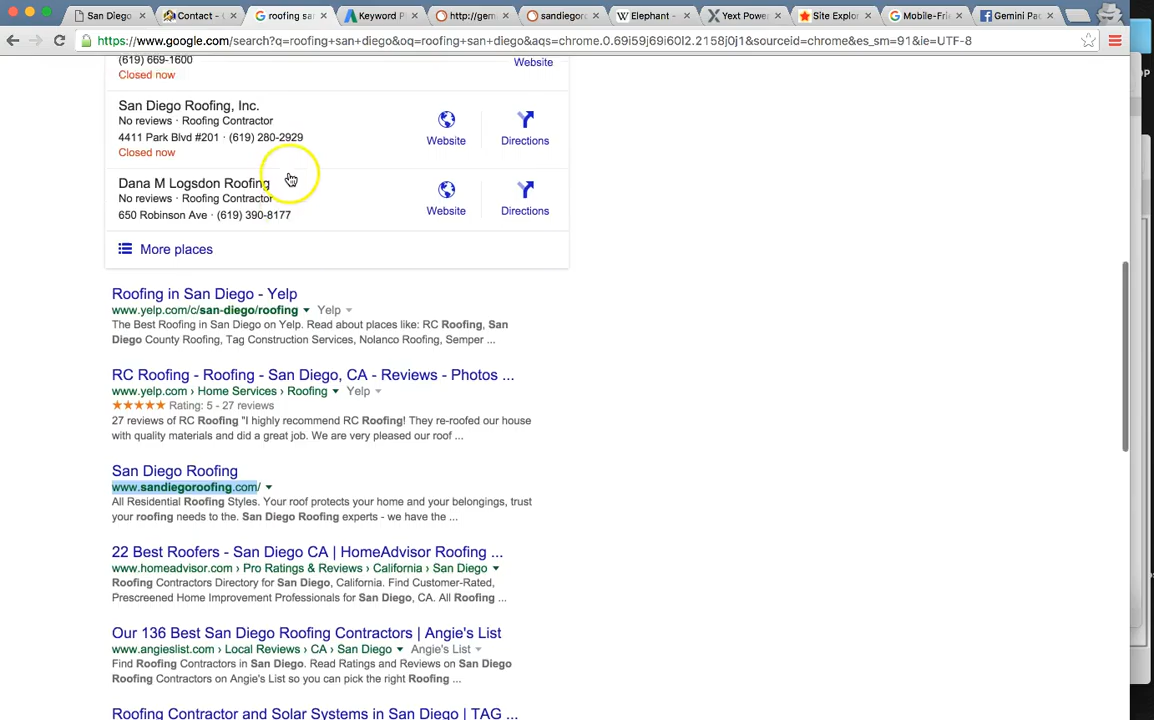 San Diego
Contact -
roofing sar
Keyword P
http://gem
sandiegor
Elephant -
Yext Power
Site Explo
Mobile-Fri
Gemini Pa
https://www.google.com/search?q=roofing+san+diego&oq=roofing+san+diego&aqs=chrome.0.69i59j69i60l2.2158j0j1&sourceid=chrome&es_sm=91&ie=UTF-8
(619) 669-1600
Website
Closed now
San Diego Roofing, Inc.
No reviews · Roofing Contractor
4411 Park Blvd #201 · (619) 280-2929
Closed now
Website
Directions
Dana M Logsdon Roofing
No reviews · Roofing Contractor
650 Robinson Ave · (619) 390-8177
Website
Directions
More places
Roofing in San Diego - Yelp
www.yelp.com/c/san-diego/roofing Yelp
The Best Roofing in San Diego on Yelp. Read about places like: RC Roofing, San
Diego County Roofing, Tag Construction Services, Nolanco Roofing, Semper ...
RC Roofing - Roofing - San Diego, CA - Reviews - Photos ...
www.yelp.com › Home Services › Roofing Yelp
★★★★★ Rating: 5 - 27 reviews
27 reviews of RC Roofing "I highly recommend RC Roofing! They re-roofed our house
with quality materials and did a great job. We are very pleased our roof ...
San Diego Roofing
www.sandiegoroofing.com/
All Residential Roofing Styles. Your roof protects your home and your belongings, trust
your roofing needs to the. San Diego Roofing experts - we have the ...
22 Best Roofers - San Diego CA | HomeAdvisor Roofing ...
www.homeadvisor.com › Pro Ratings & Reviews › California › San Diego
Roofing Contractors Directory for San Diego, California. Find Customer-Rated,
Prescreened Home Improvement Professionals for San Diego, CA. All Roofing ...
Our 136 Best San Diego Roofing Contractors | Angie's List
www.angieslist.com › Local Reviews › CA › San Diego Angie's List
Find Roofing Contractors in San Diego. Read Ratings and Reviews on San Diego
Roofing Contractors on Angie's List so you can pick the right Roofing ...
Roofing Contractor and Solar Systems in San Diego | TAG ...